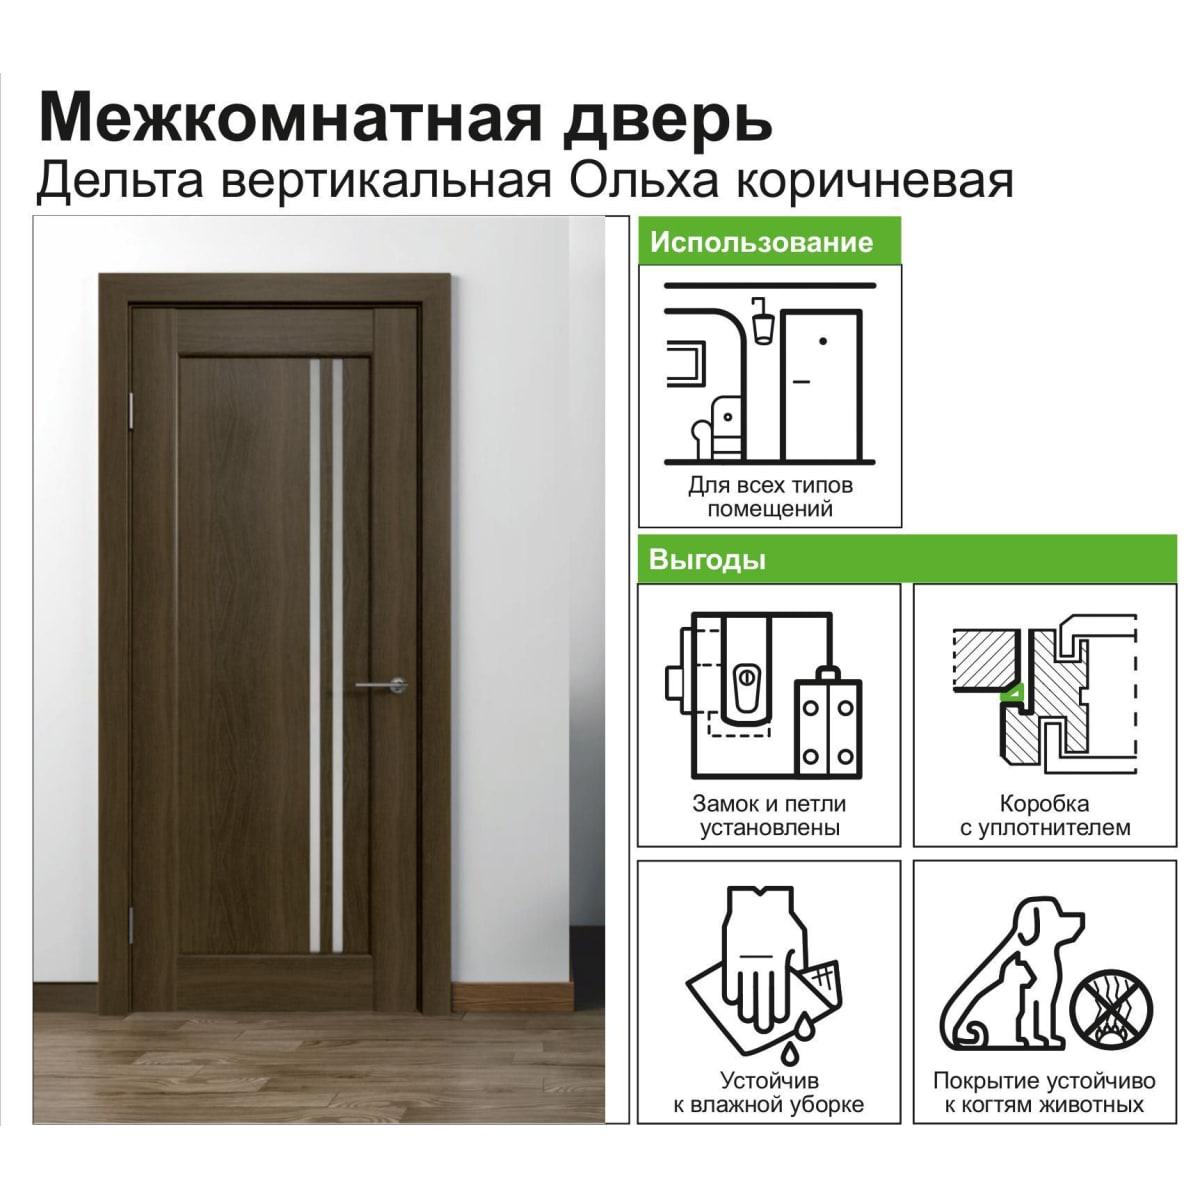 Межкомнатная дверь
Дельта вертикальная Ольха коричневая
Использование
Для всех типов
помещений
Выгоды
Замок и петли
установлены
Коробка
с уплотнителем
Устойчив
к влажной уборке
Покрытие устойчиво
к когтям животных